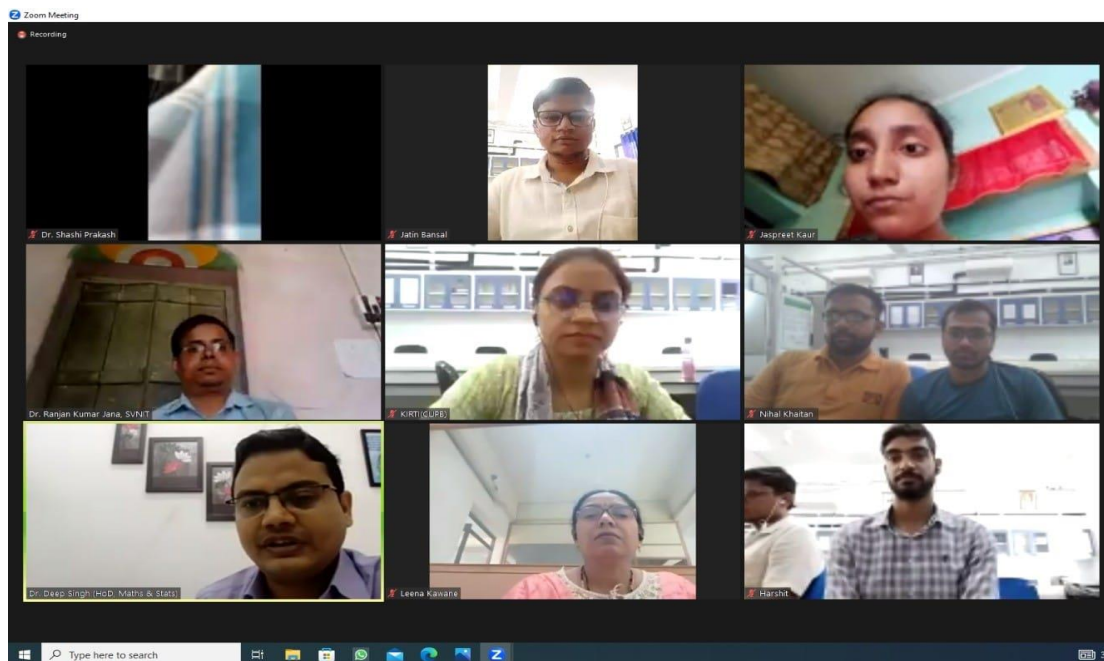 Zoom Meeting
Recording
Dr. Shashi Prakash
Jatin Bansal
Jaspreet Kaur
Dr. Ranjan Kumar Jana, SVNIT
KIRTI(CUPB)
Nihal Khaitan
Dr. Deep Singh (HoD, Maths & Stats)
Leena Kawane
Harshit
Type here to search